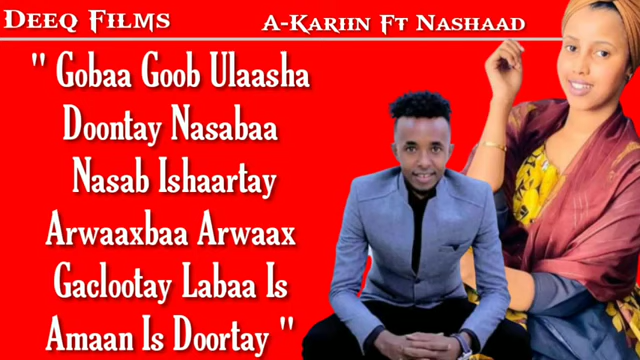 Deeq Films
A-Kariin Ft Nashaad
" Gobaa Goob Ulaasha
Doontay Nasabaa
Nasab Ishaartay
Arwaaxbaa Arwaax
Gaclootay Labaa Is
Amaan Is Doortay "